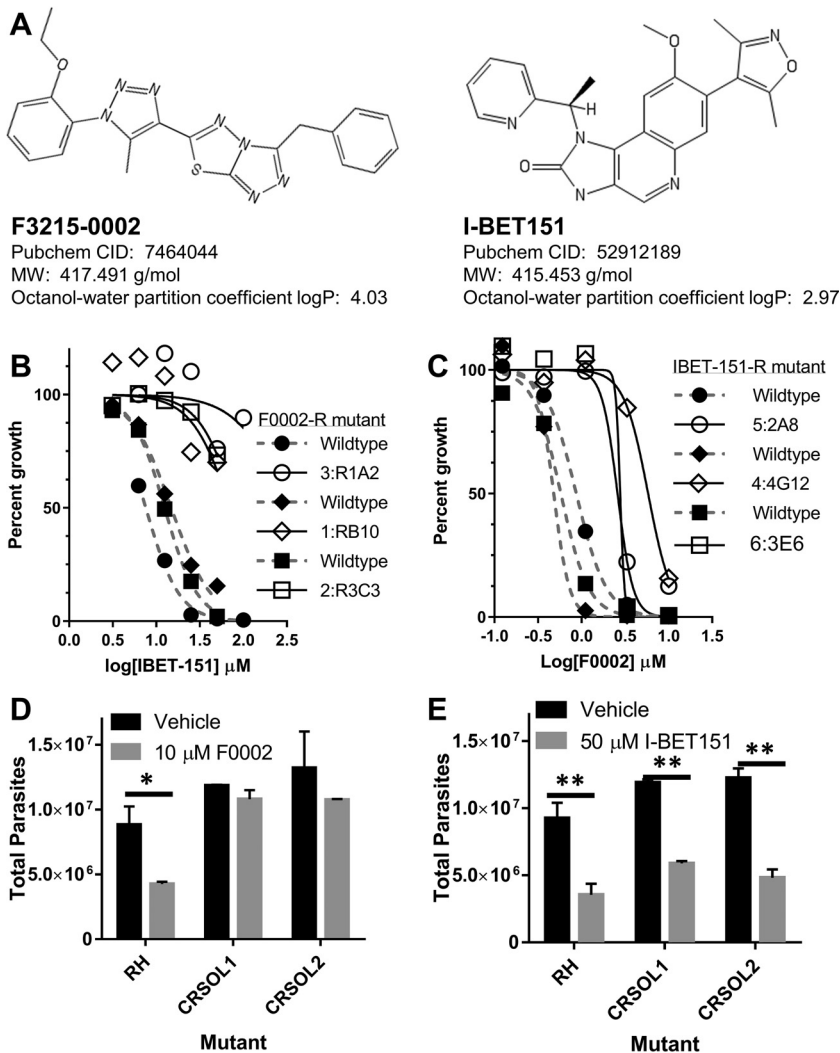 A
O
N
N
N
N
N
N
N
N
S
F3215-0002
Pubchem CID: 7464044
MW: 417.491 g/mol
Octanol-water partition coefficient logP: 4.03
O
N
O
H
N
N
O
N
N
I-BET151
Pubchem CID: 52912189
MW: 415.453 g/mol
Octanol-water partition coefficient logP: 2.97
B
Percent growth
100
50
0
0.0 0.5 1.0 1.5 2.0 2.5
log[IBET-151] µM
F0002-R mutant
Wildtype
3:R1A2
Wildtype
1:RB10
Wildtype
2:R3C3
C
Percent growth
100
50
0
-1.0 -0.5 0.0 0.5 1.0 1.5
Log[F0002] µM
IBET-151-R mutant
Wildtype
5:2A8
Wildtype
4:4G12
Wildtype
6:3E6
D
Vehicle
10 µM F0002
Total Parasites
1.5×10⁷
1.0×10⁷
5.0×10⁶
0
*
RH
CRSOL1
CRSOL2
Mutant
E
Vehicle
50 µM I-BET151
Total Parasites
1.5×10⁷
1.0×10⁷
5.0×10⁶
0
**
**
**
RH
CRSOL1
CRSOL2
Mutant